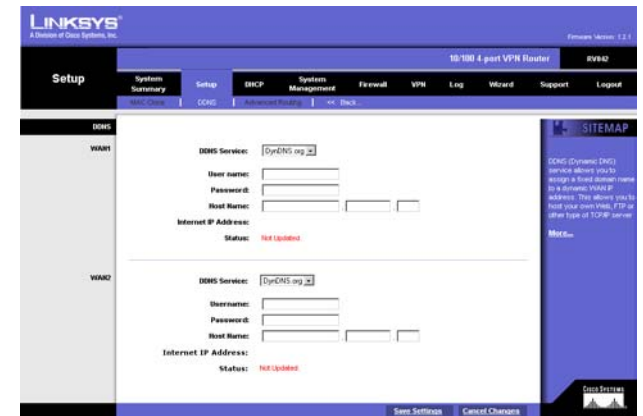 LINKSYS®
A Division of Cisco Systems, Inc.
Firmware Version: 1.2.1
10/100 4-port VPN Router
RV042
Setup
System Summary
Setup
DHCP
System Management
Firewall
VPN
Log
Wizard
Support
Logout
MAC Clone | DDNS | Advanced Routing | << Back...
DDNS
SITEMAP
WAN1
DDNS Service: DynDNS.org
User name:
Password:
Host Name: . .
Internet IP Address:
Status: Not Updated
WAN2
DDNS Service: DynDNS.org
Username:
Password:
Host Name: . .
Internet IP Address:
Status: Not Updated
DDNS (Dynamic DNS)
service allows you to
assign a fixed domain name
to a dynamic WAN IP
address. This allows you to
host your own Web, FTP or
other type of TCP/IP server
More...
Save Settings
Cancel Changes
CISCO SYSTEMS